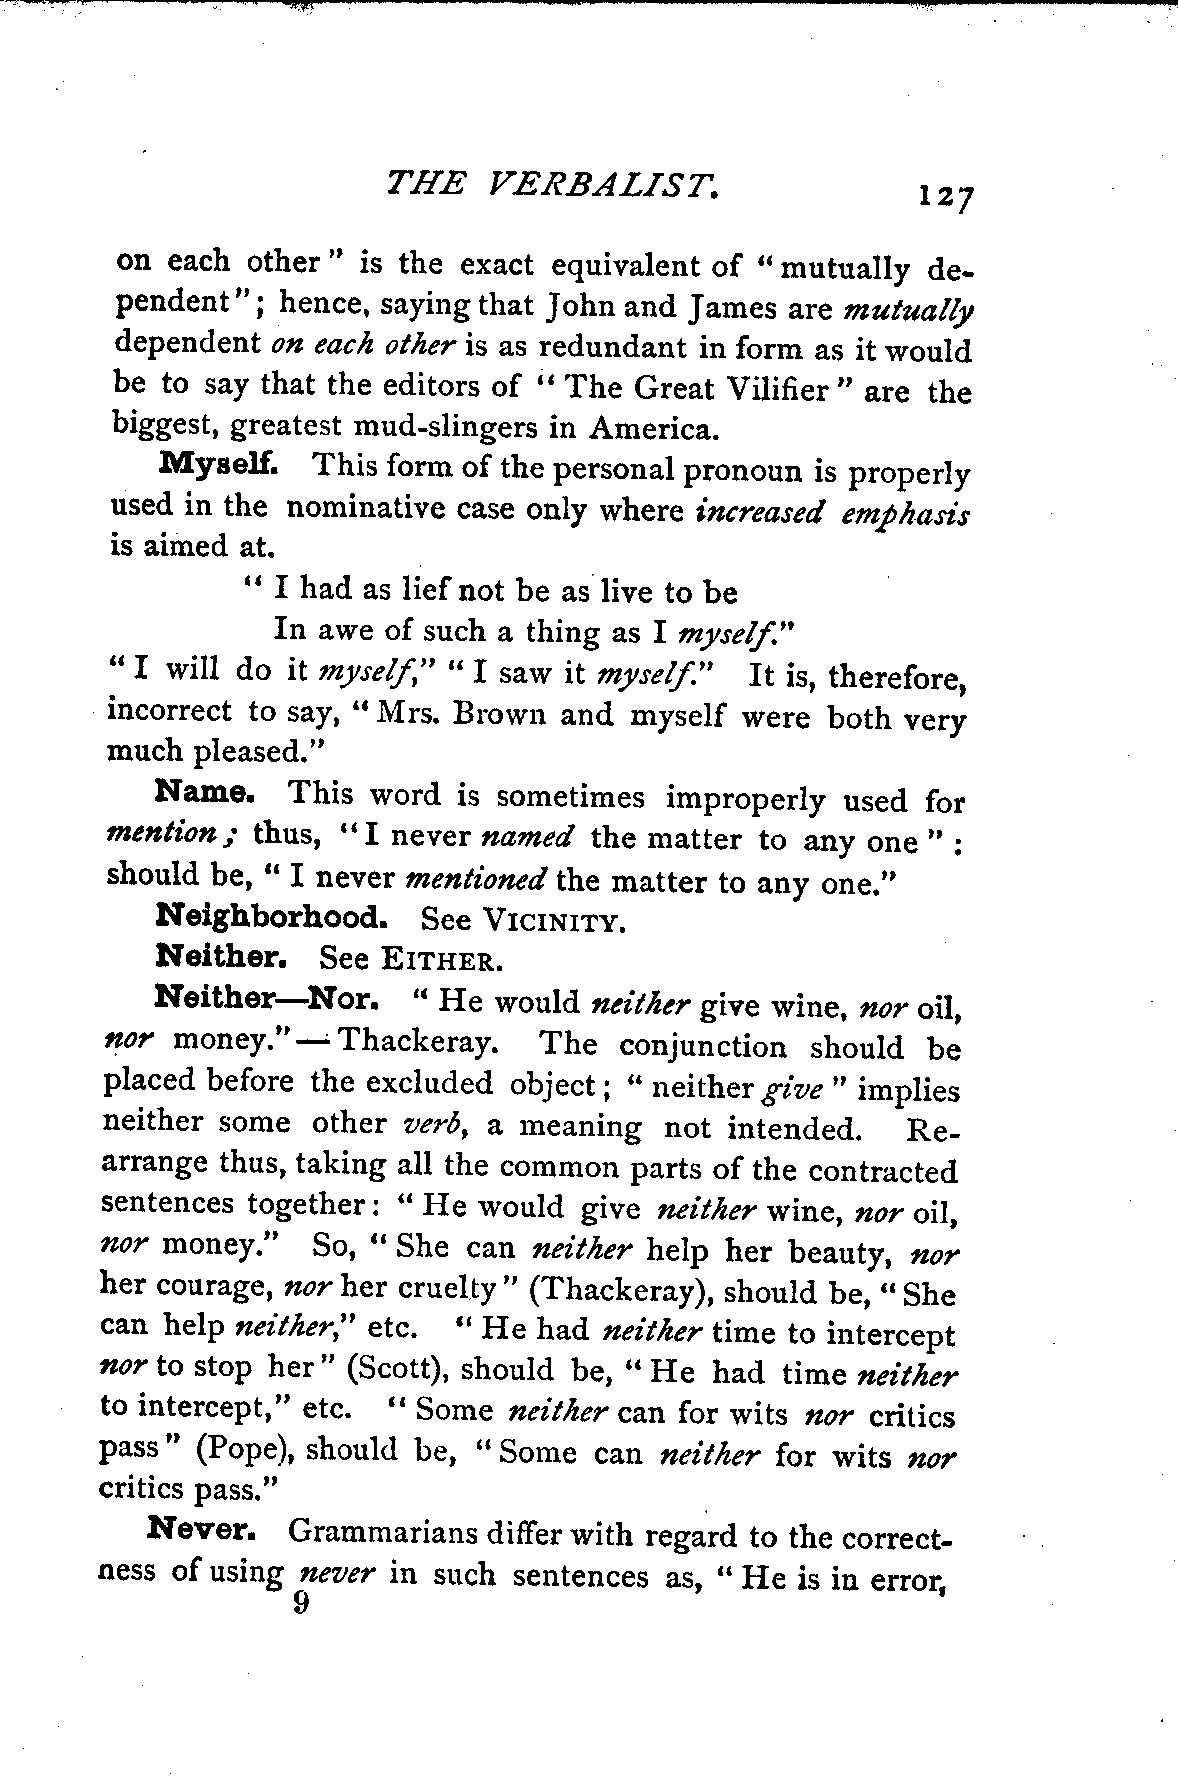 THE VERBALIST. 127
on each other" is the exact equivalent of "mutually de-
pendent"; hence, saying that John and James are mutually
dependent on each other is as redundant in form as it would
be to say that the editors of "The Great Vilifier" are the
biggest, greatest mud-slingers in America.
Myself. This form of the personal pronoun is properly
used in the nominative case only where increased emphasis
is aimed at.
"I had as lief not be as live to be
In awe of such a thing as I myself."
"I will do it myself," "I saw it myself." It is, therefore,
incorrect to say, "Mrs. Brown and myself were both very
much pleased."
Name. This word is sometimes improperly used for
mention; thus, "I never named the matter to any one":
should be, "I never mentioned the matter to any one."
Neighborhood. See VICINITY.
Neither. See EITHER.
Neither—Nor. "He would neither give wine, nor oil,
nor money."—Thackeray. The conjunction should be
placed before the excluded object; "neither give" implies
neither some other verb, a meaning not intended. Re-
arrange thus, taking all the common parts of the contracted
sentences together: "He would give neither wine, nor oil,
nor money." So, "She can neither help her beauty, nor
her courage, nor her cruelty" (Thackeray), should be, "She
can help neither," etc. "He had neither time to intercept
nor to stop her" (Scott), should be, "He had time neither
to intercept," etc. "Some neither can for wits nor critics
pass" (Pope), should be, "Some can neither for wits nor
critics pass."
Never. Grammarians differ with regard to the correct-
ness of using never in such sentences as, "He is in error,
9